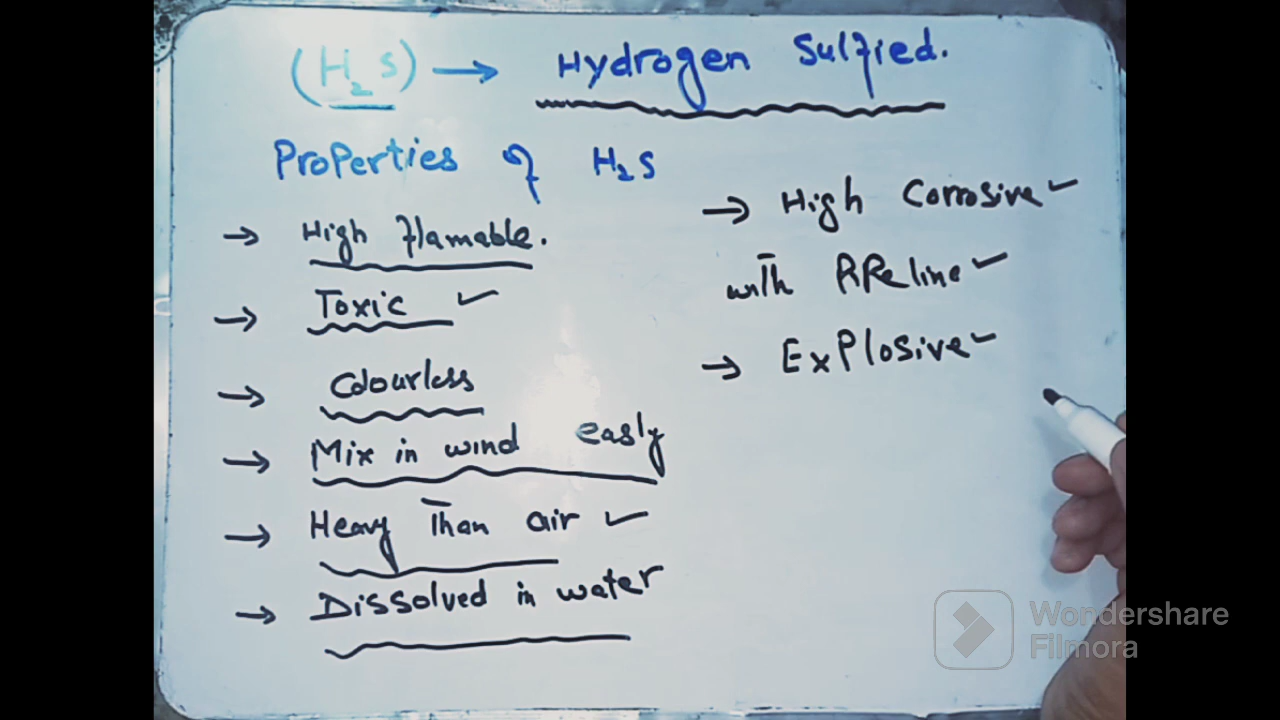 (H₂S) → Hydrogen Sulfied.
Properties of H₂S
→ High flamable.
→ Toxic ✓
→ Colourless
→ Mix in wind easly
→ Heavy Than air ✓
→ Dissolved in water
→ High Corrosive ✓
with PiPeline ✓
→ ExPlosive ✓
Wondershare
Filmora